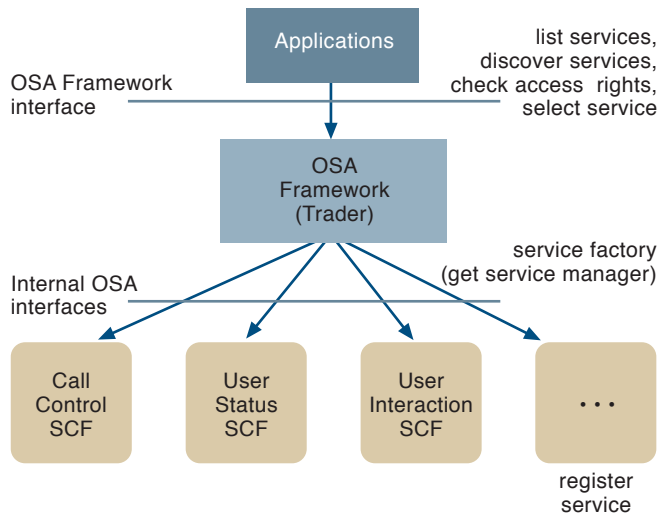 Applications
list services,
discover services,
check access rights,
select service
OSA Framework
interface
OSA
Framework
(Trader)
service factory
(get service manager)
Internal OSA
interfaces
Call
Control
SCF
User
Status
SCF
User
Interaction
SCF
...
register
service